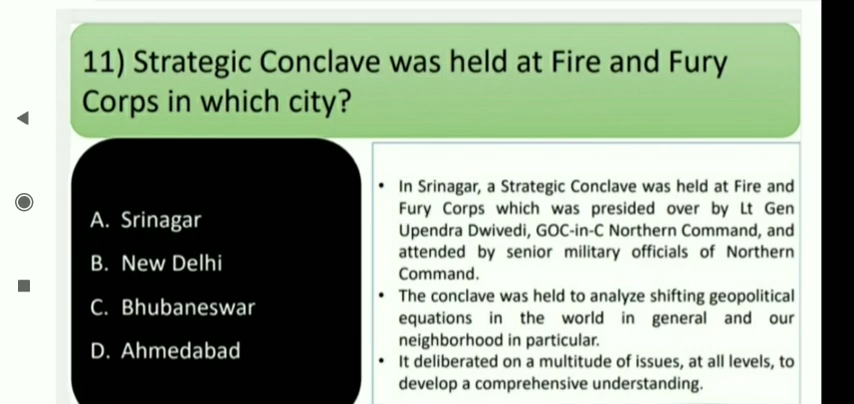 11) Strategic Conclave was held at Fire and Fury
Corps in which city?
A. Srinagar
B. New Delhi
C. Bhubaneswar
D. Ahmedabad
• In Srinagar, a Strategic Conclave was held at Fire and
Fury Corps which was presided over by Lt Gen
Upendra Dwivedi, GOC-in-C Northern Command, and
attended by senior military officials of Northern
Command.
• The conclave was held to analyze shifting geopolitical
equations in the world in general and our
neighborhood in particular.
• It deliberated on a multitude of issues, at all levels, to
develop a comprehensive understanding.